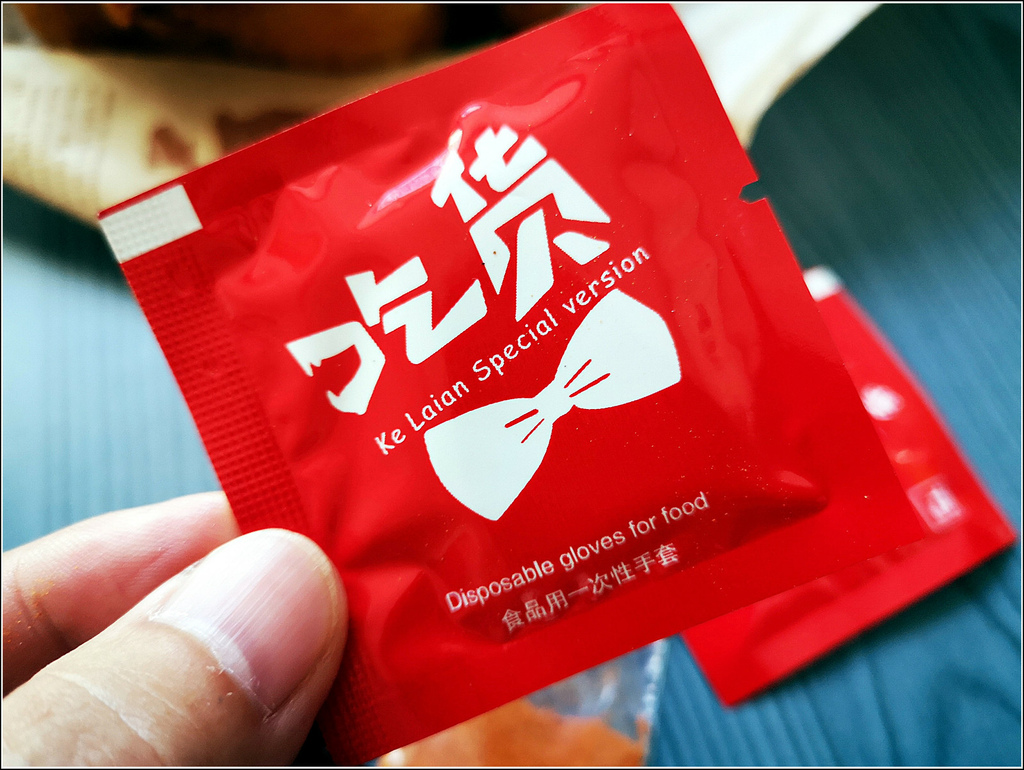 吃货
Ke Laian Special version
Disposable gloves for food
食品用一次性手套